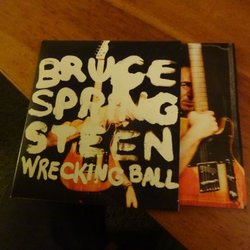 BRUCE
SPRING
STEEN
WRECKING BALL